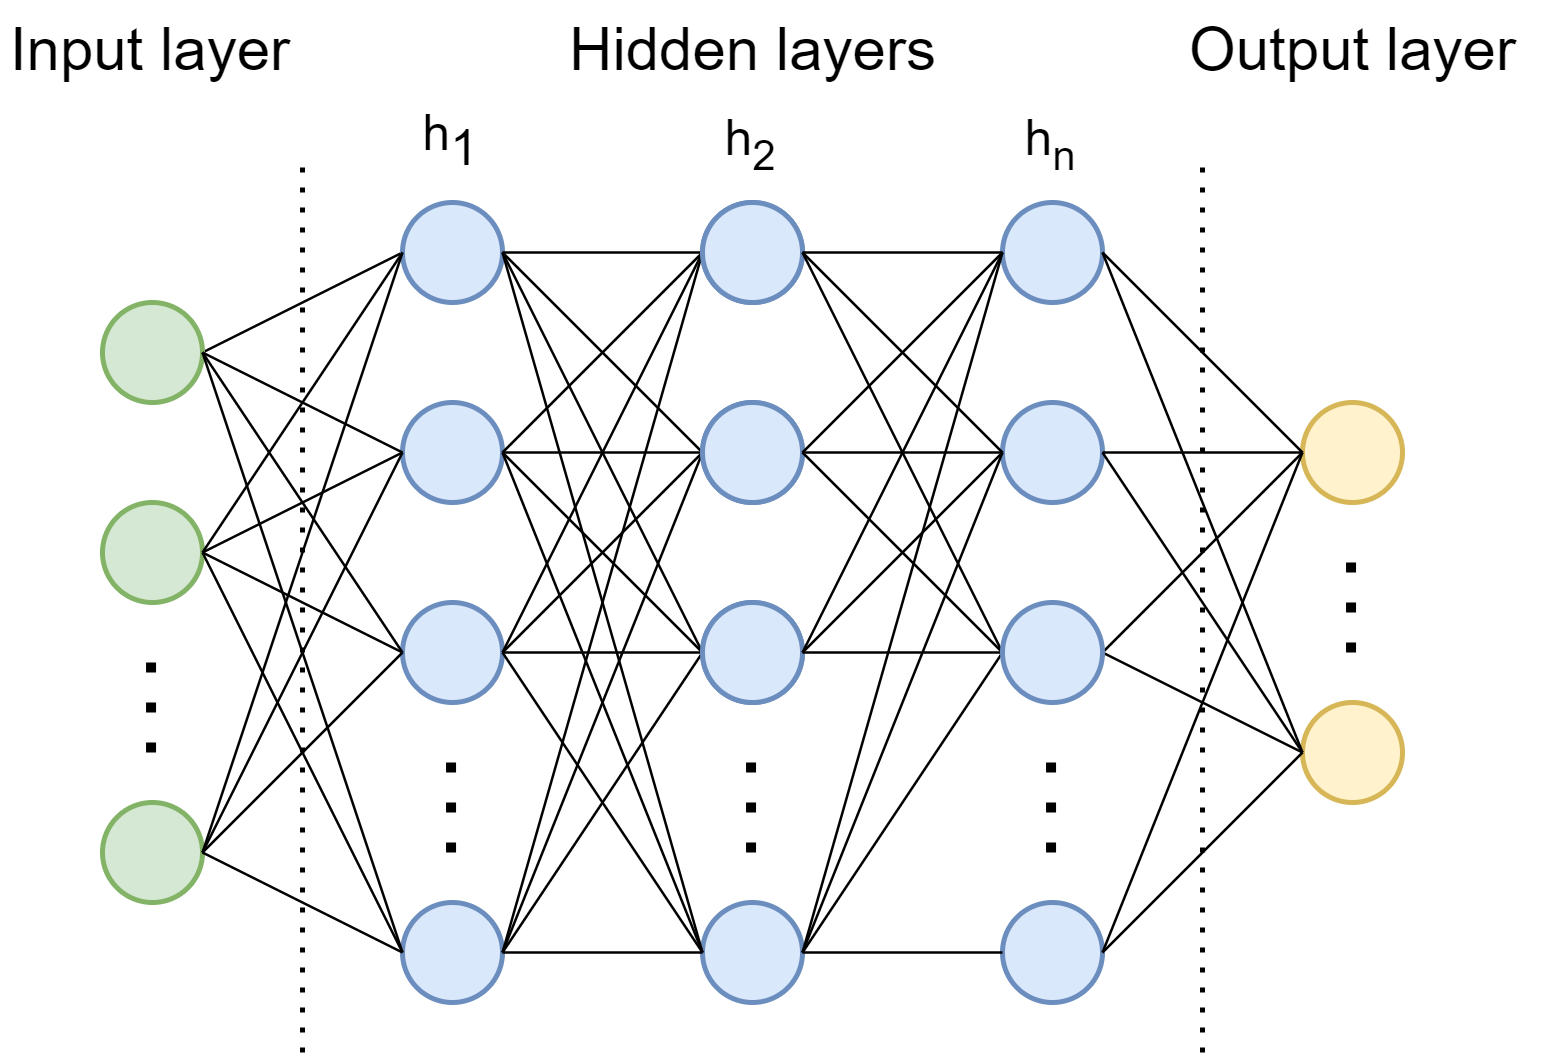 Input layer
Hidden layers
Output layer
h1
h2
hn